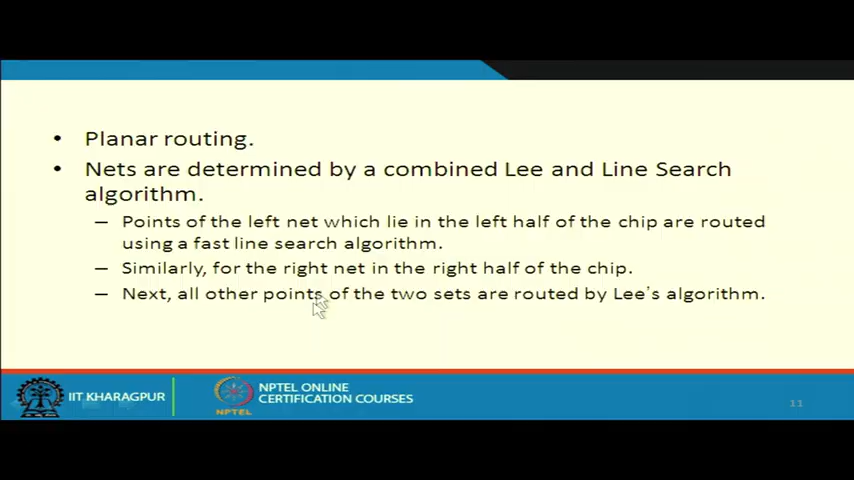 • Planar routing.
• Nets are determined by a combined Lee and Line Search
algorithm.
– Points of the left net which lie in the left half of the chip are routed
using a fast line search algorithm.
– Similarly, for the right net in the right half of the chip.
– Next, all other points of the two sets are routed by Lee's algorithm.
IIT KHARAGPUR
NPTEL
NPTEL ONLINE
CERTIFICATION COURSES
11